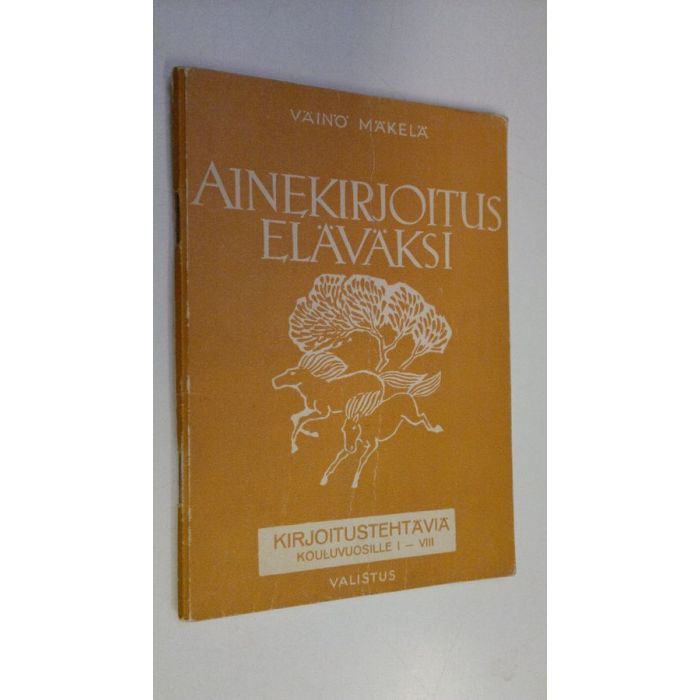 VÄINÖ MÄKELÄ
AINEKIRJOITUS
ELÄVÄKSI
KIRJOITUSTEHTÄVIÄ
KOULUVUOSILLE I – VIII
VALISTUS